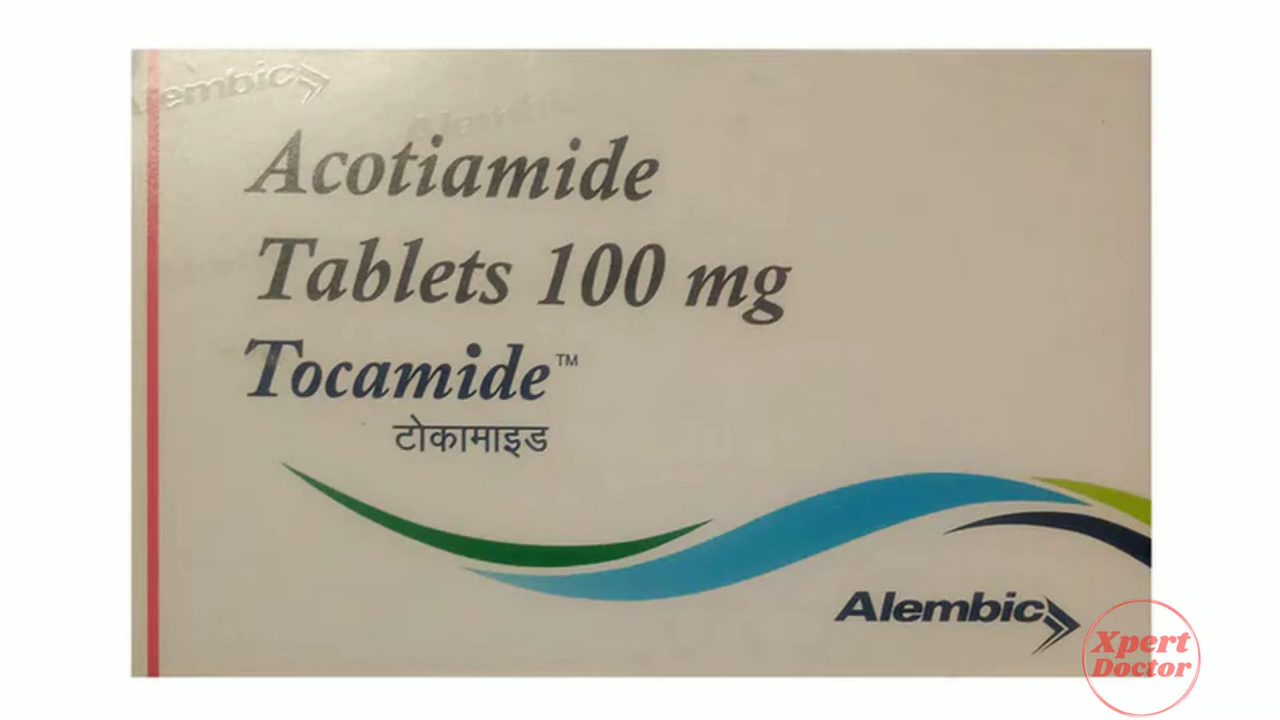 Alembic
Acotiamide
Tablets 100 mg
Tocamide™
टोकामाइड
Alembic
Xpert
Doctor